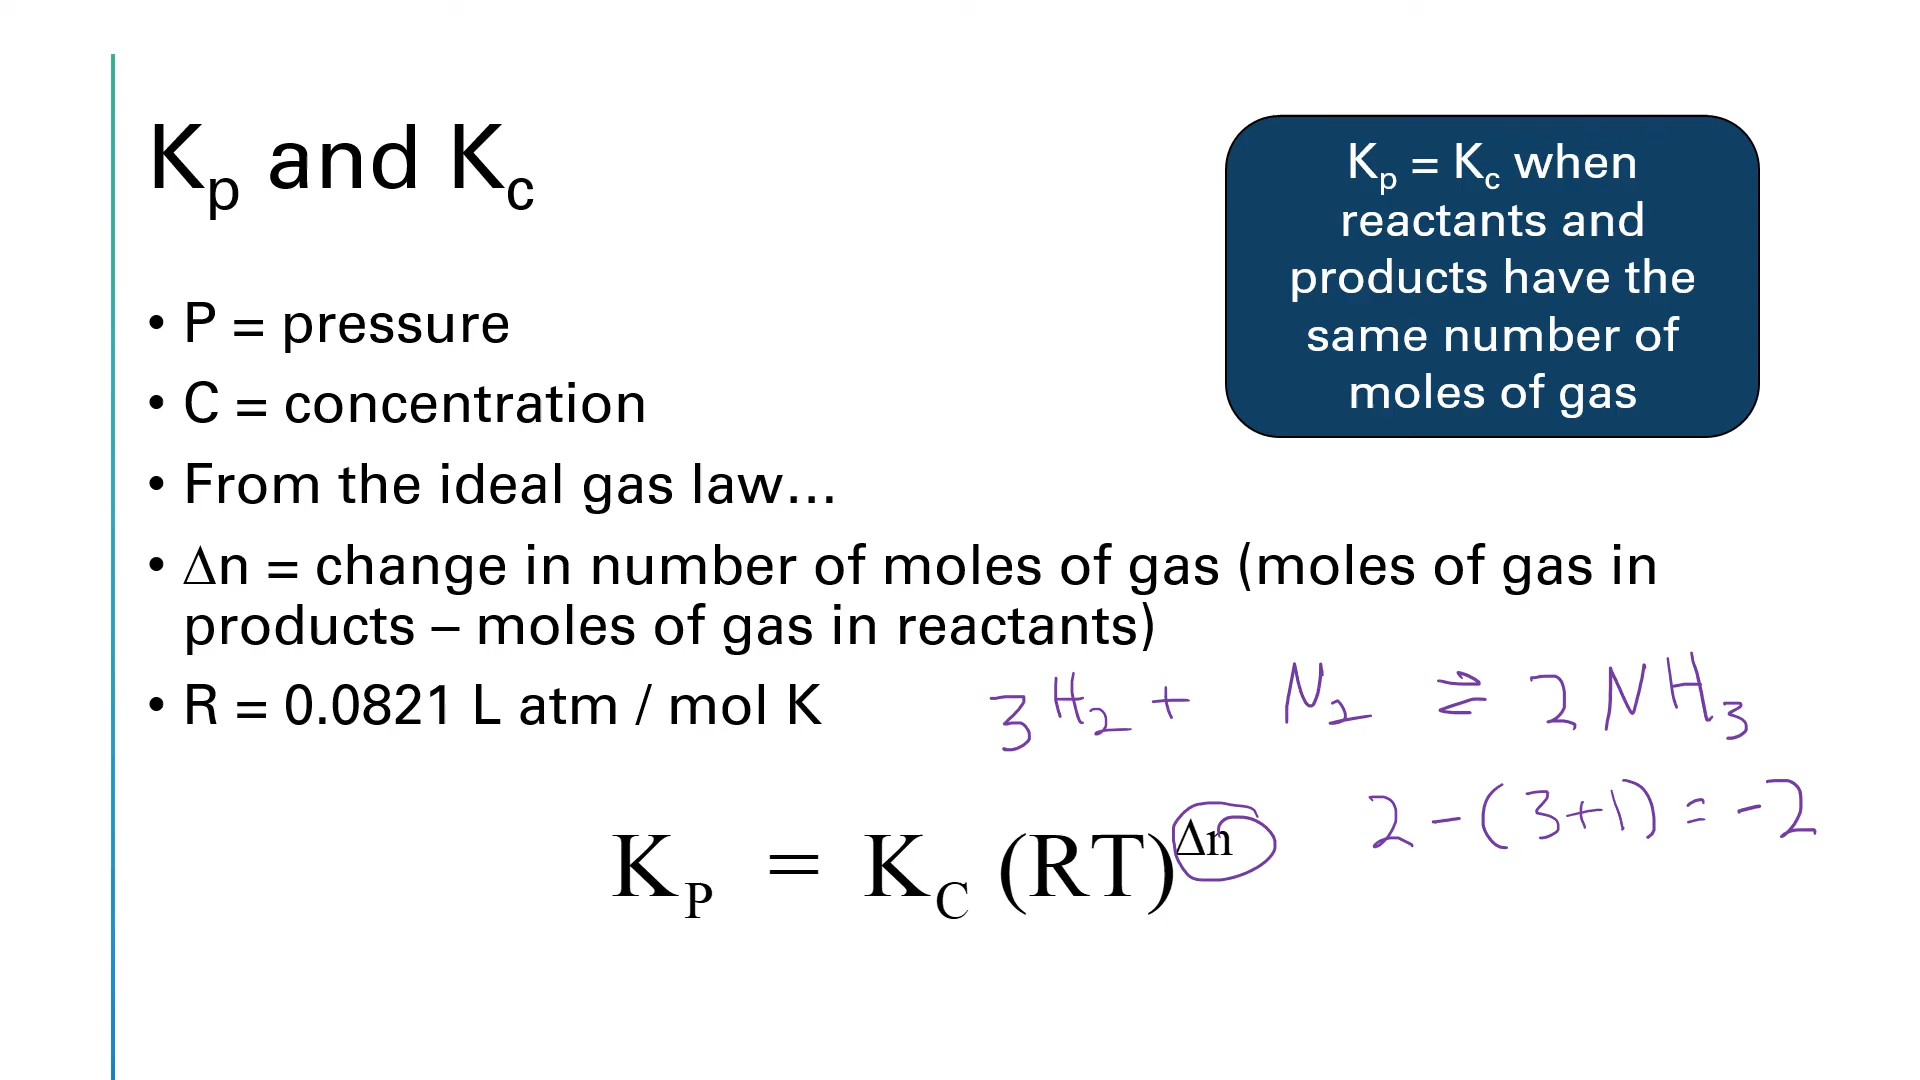 Kp and Kc
Kp = Kc when
reactants and
products have the
same number of
moles of gas
• P = pressure
• C = concentration
• From the ideal gas law…
• Δn = change in number of moles of gas (moles of gas in
products – moles of gas in reactants)
• R = 0.0821 L atm / mol K
3H2 + N2 ⇌ 2NH3
2 - (3+1) = -2
KP = KC (RT)^Δn